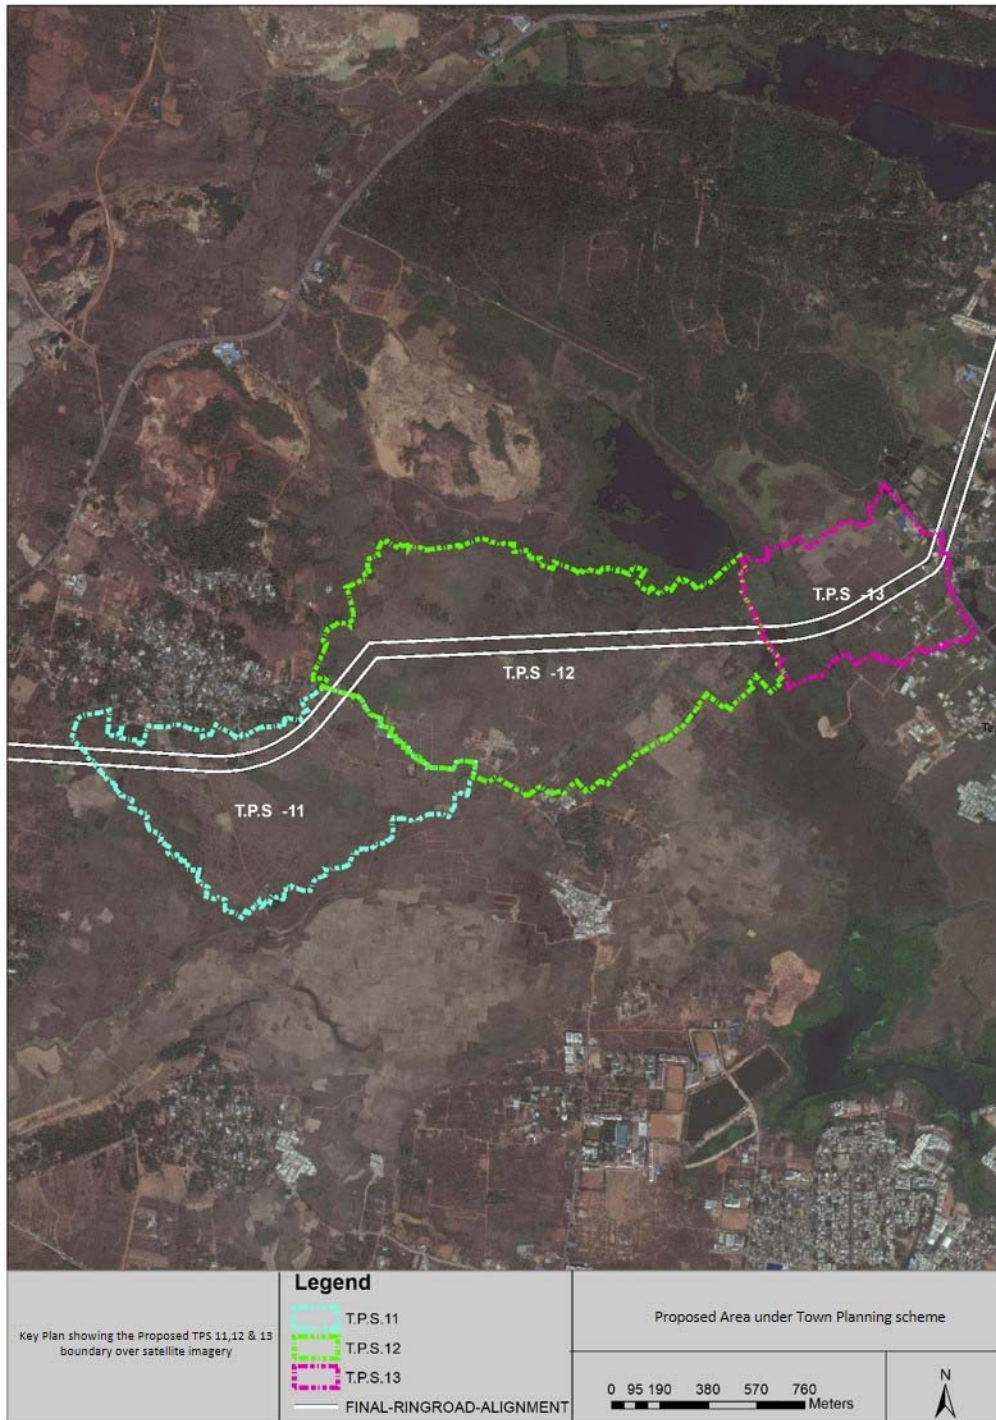 T.P.S -13
T.P.S -12
Te
T.P.S -11
Key Plan showing the Proposed TPS 11,12 & 13
boundary over satellite imagery
Legend
T.P.S.11
T.P.S.12
T.P.S.13
FINAL-RINGROAD-ALIGNMENT
Proposed Area under Town Planning scheme
0 95 190 380 570 760
Meters
N